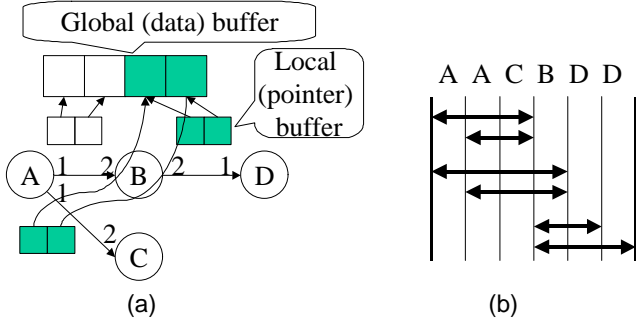 Global (data) buffer
Local
(pointer)
buffer
A 1 2 B 2 1 D
1
2
C
(a)
A A C B D D
(b)